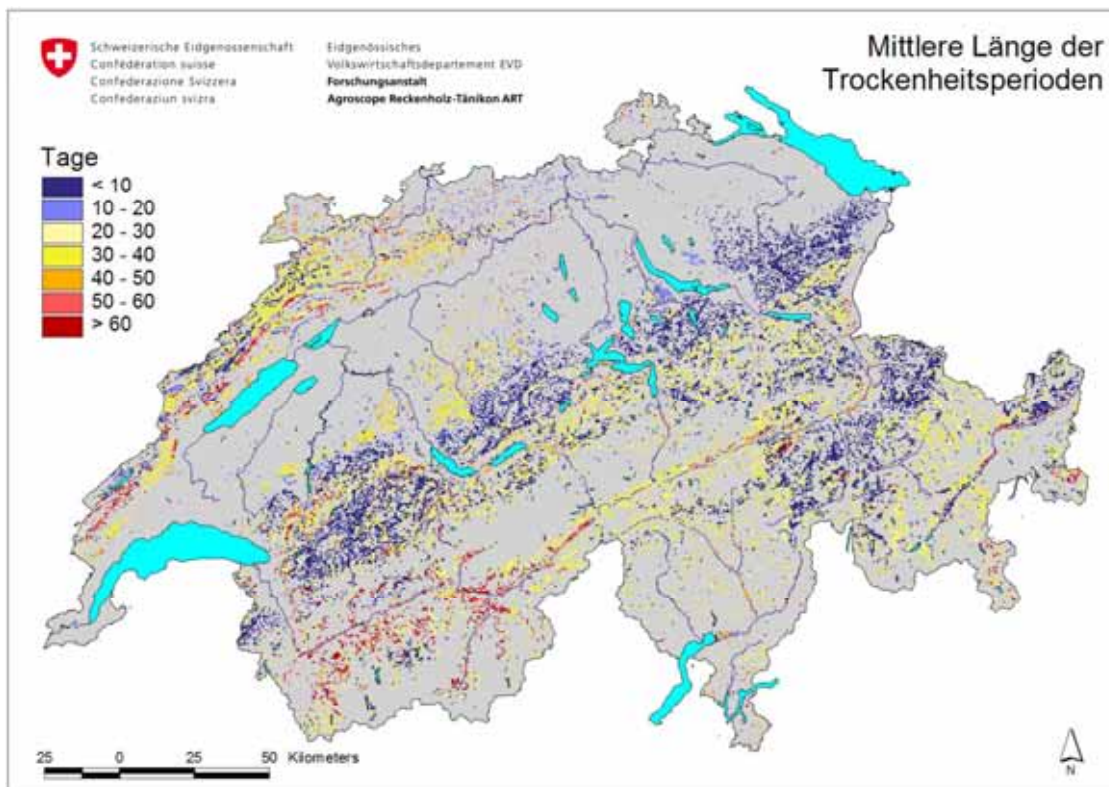 Schweizerische Eidgenossenschaft
Confédération suisse
Confederazione Svizzera
Confederaziun svizra
Eidgenössisches
Volkswirtschaftsdepartement EVD
Forschungsanstalt
Agroscope Reckenholz-Tänikon ART
Mittlere Länge der
Trockenheitsperioden
Tage
< 10
10 - 20
20 - 30
30 - 40
40 - 50
50 - 60
> 60
25 0 25 50 Kilometers
N